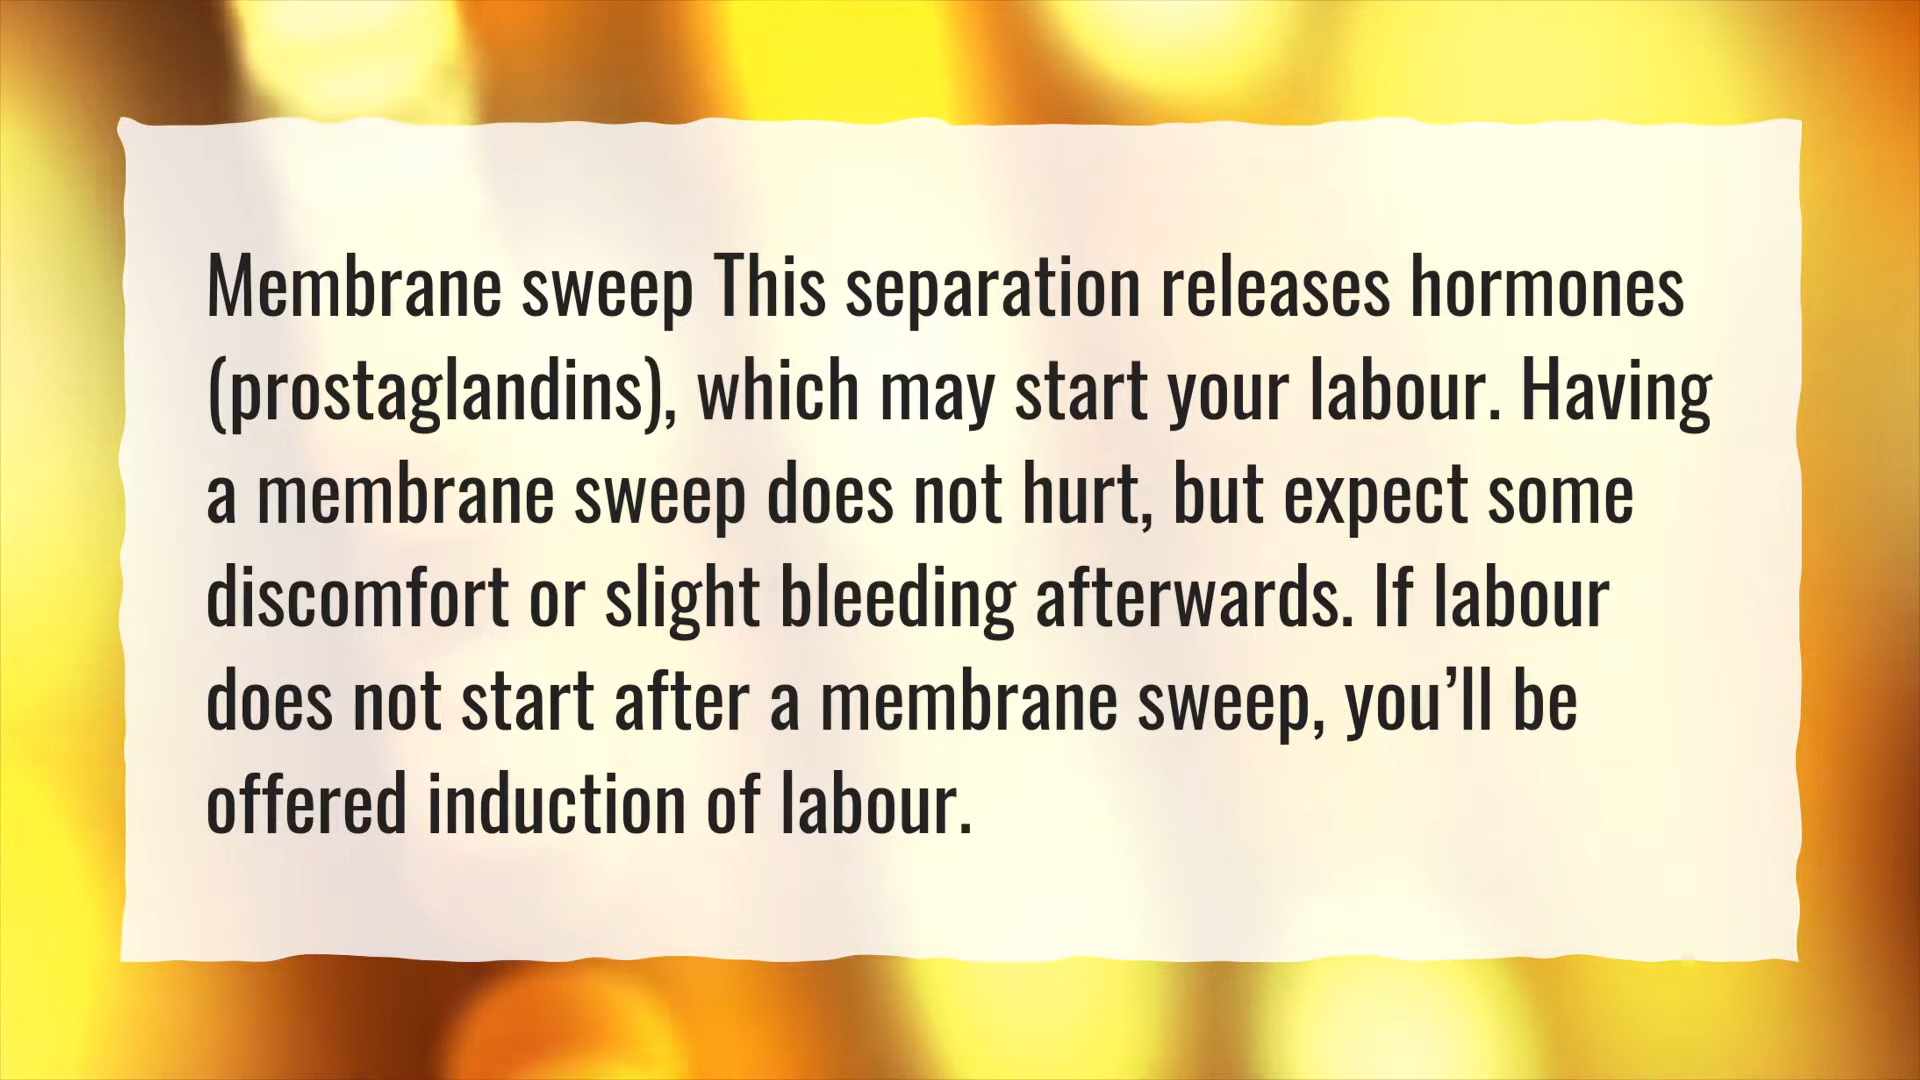 Membrane sweep This separation releases hormones
(prostaglandins), which may start your labour. Having
a membrane sweep does not hurt, but expect some
discomfort or slight bleeding afterwards. If labour
does not start after a membrane sweep, you’ll be
offered induction of labour.